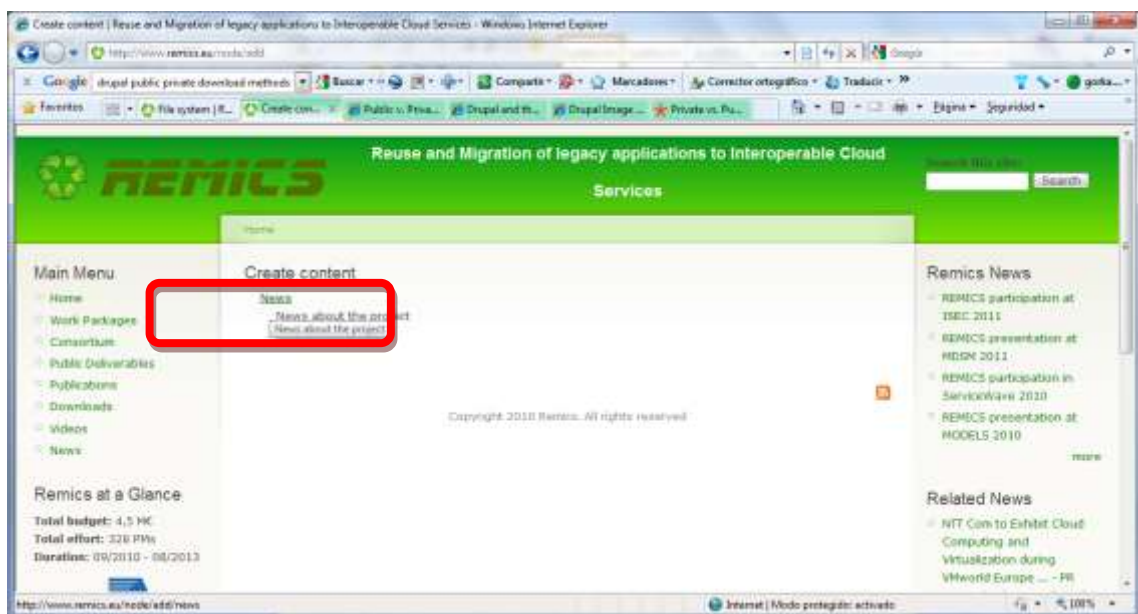 Create content | Reuse and Migration of legacy applications to Interoperable Cloud Services - Windows Internet Explorer
http://www.remics.eu/node/add
Google
drupal public private download methods
Buscar
Compartir
Marcadores
Corrector ortográfico
Traducir
gorka...
Favoritos
File system | R...
Create con...
Public v. Priva...
Drupal and th...
Drupal Image...
Private vs. Pu...
Página
Seguridad
REMICS
Reuse and Migration of legacy applications to Interoperable Cloud
Services
Search this site:
Search
Home
Main Menu
Home
Work Packages
Consortium
Public Deliverables
Publications
Downloads
Videos
News
Remics at a Glance
Total budget: 4,5 M€
Total effort: 328 PMs
Duration: 09/2010 - 08/2013
Create content
News
News about the project
News about the project
Copyright 2010 Remics. All rights reserved
Remics News
REMICS participation at
ISEC 2011
REMICS presentation at
MDSM 2011
REMICS participation in
ServiceWave 2010
REMICS presentation at
MODELS 2010
more
Related News
NTT Com to Exhibit Cloud
Computing and
Virtualization during
VMworld Europe ... - PR
http://www.remics.eu/node/add/news
Internet | Modo protegido: activado
100%